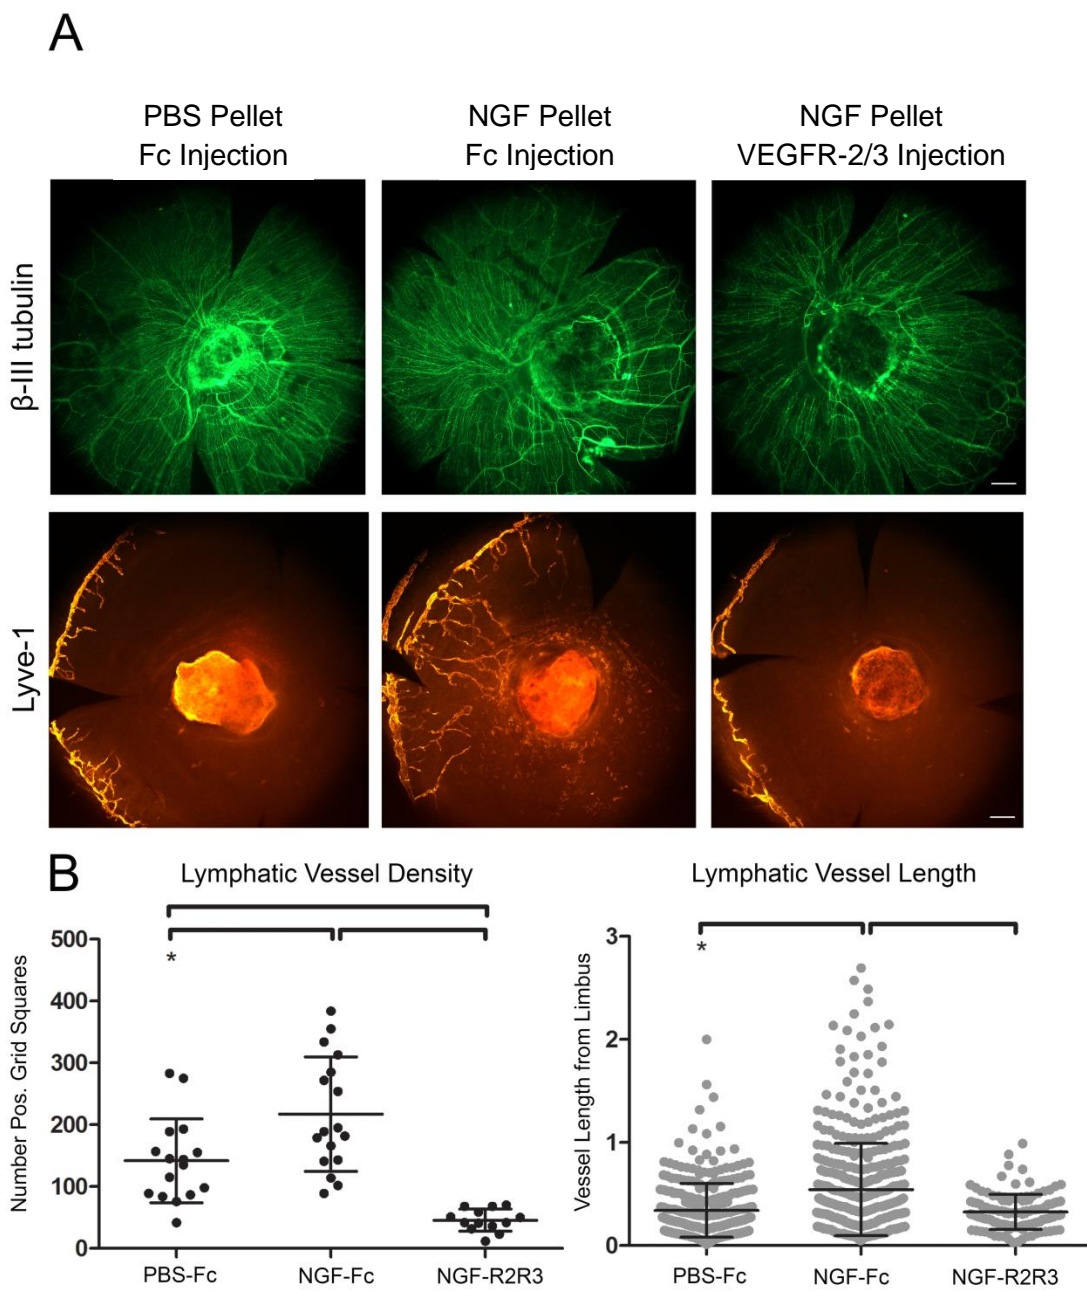 A
PBS Pellet
Fc Injection
NGF Pellet
Fc Injection
NGF Pellet
VEGFR-2/3 Injection
β-III tubulin
Lyve-1
B
Lymphatic Vessel Density
Number Pos. Grid Squares
500
400
300
200
100
0
*
PBS-Fc
NGF-Fc
NGF-R2R3
Lymphatic Vessel Length
Vessel Length from Limbus
3
2
1
0
*
PBS-Fc
NGF-Fc
NGF-R2R3